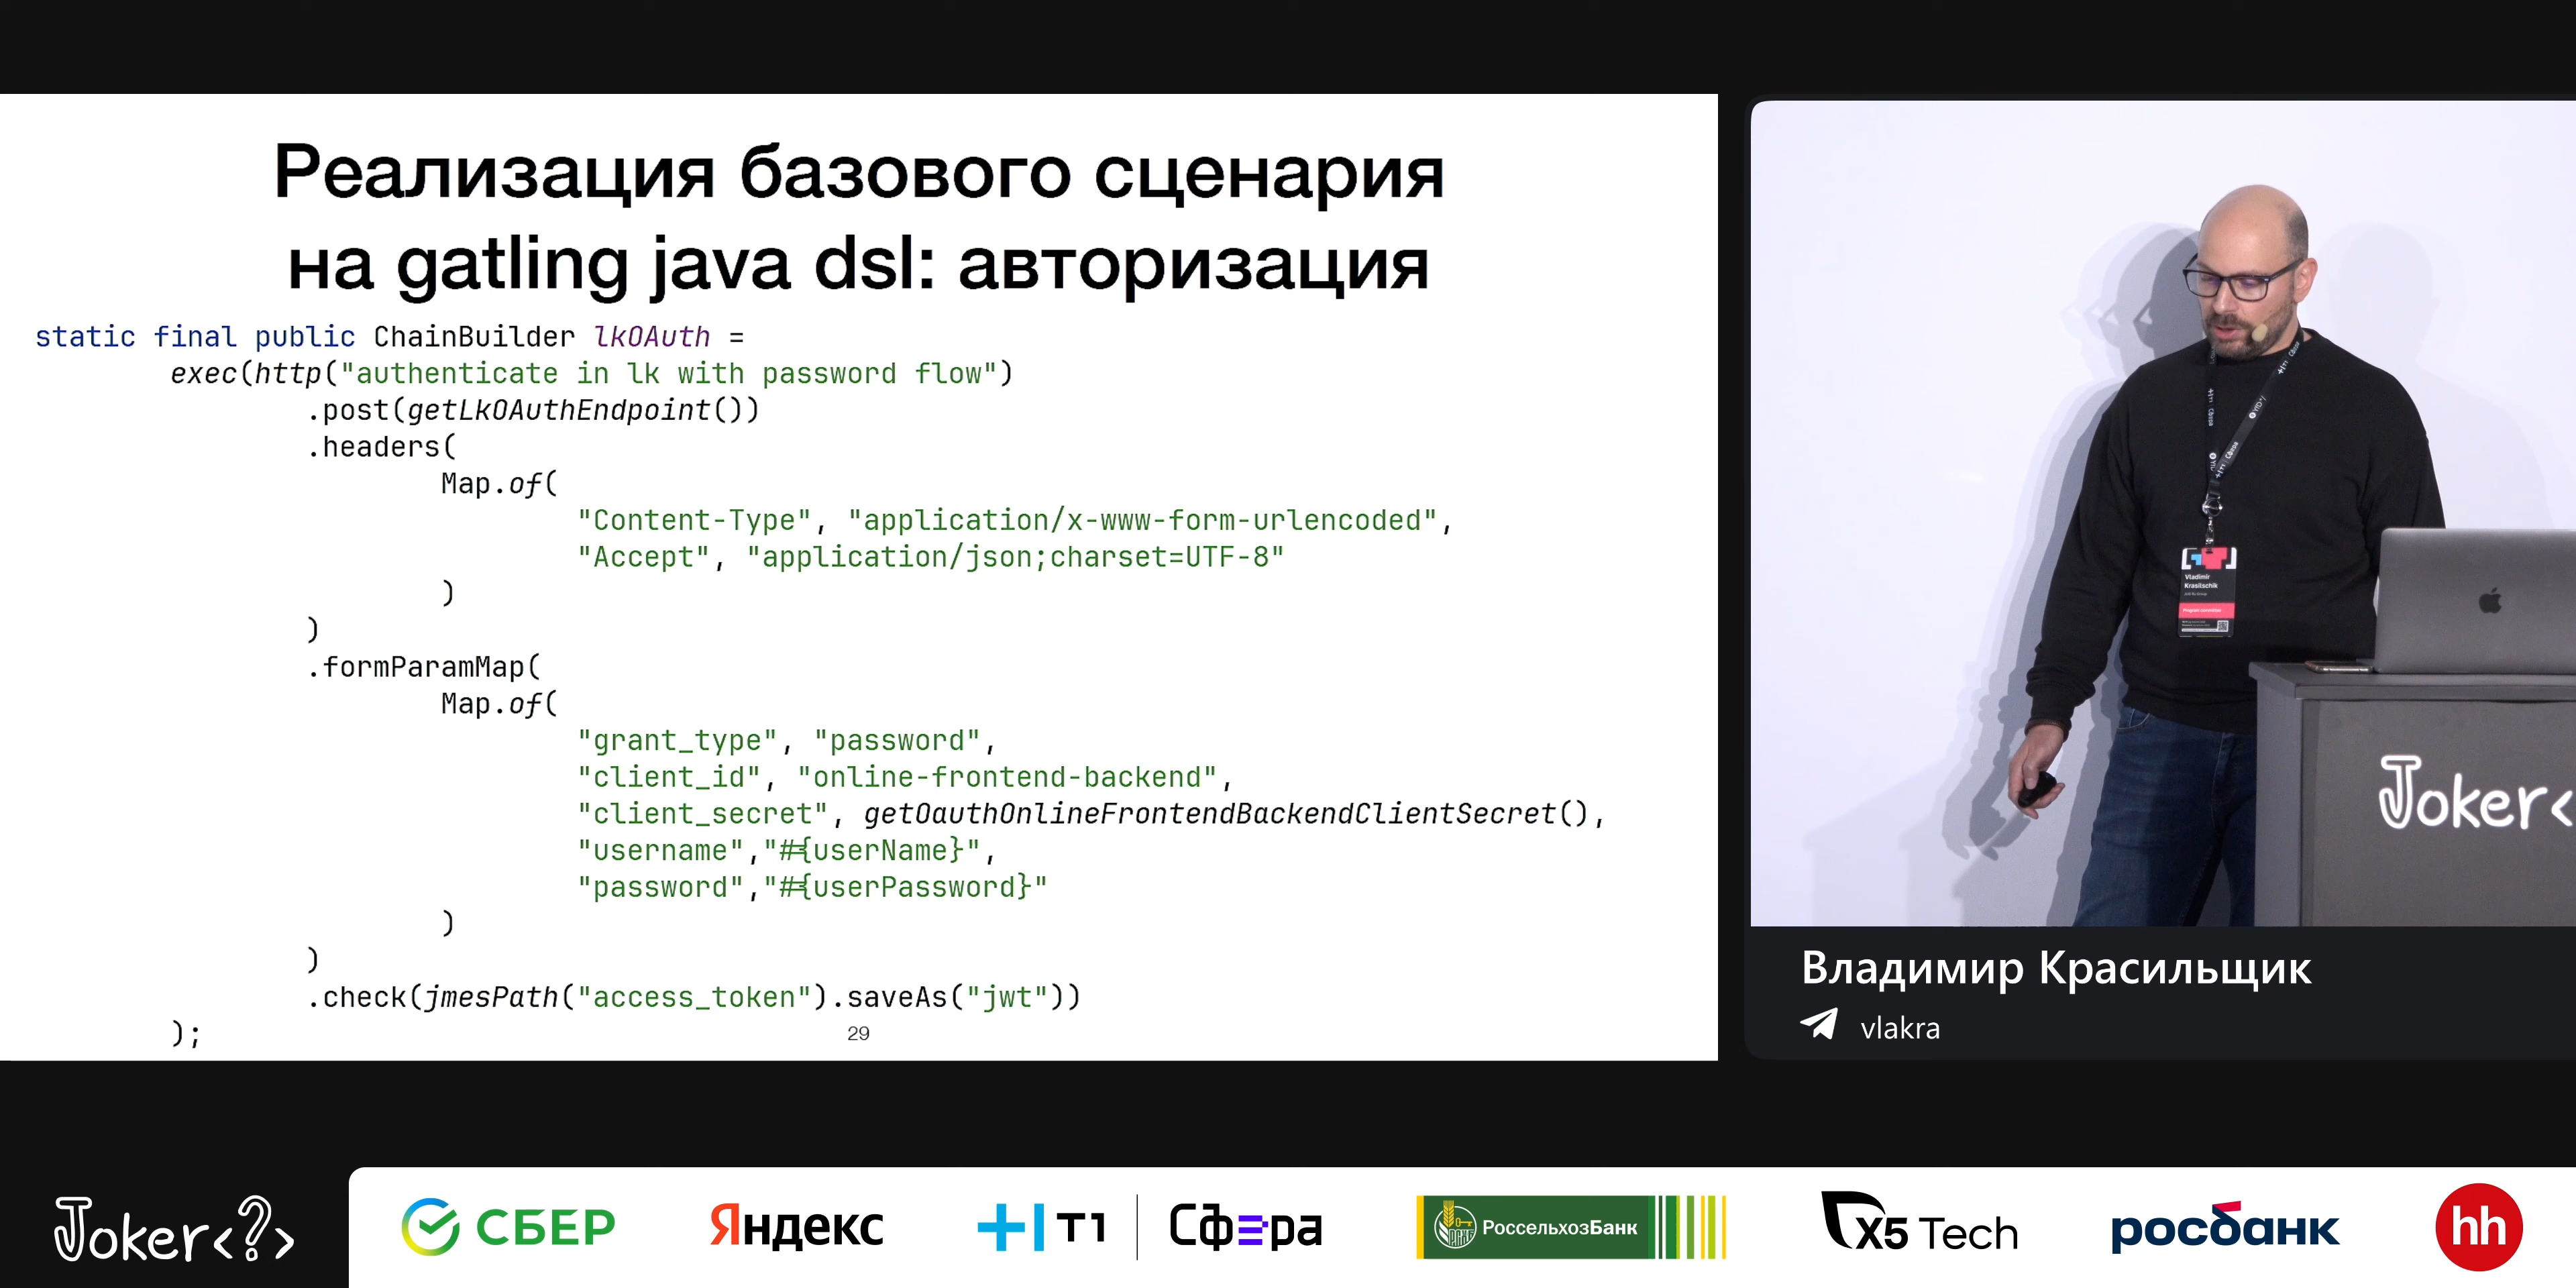 Реализация базового сценария
на gatling java dsl: авторизация
static final public ChainBuilder lkOAuth =
exec(http("authenticate in lk with password flow")
.post(getLkOAuthEndpoint())
.headers(
Map.of(
"Content-Type", "application/x-www-form-urlencoded",
"Accept", "application/json;charset=UTF-8"
)
)
.formParamMap(
Map.of(
"grant_type", "password",
"client_id", "online-frontend-backend",
"client_secret", getOauthOnlineFrontendBackendClientSecret(),
"username","#{userName}",
"password","#{userPassword}"
)
)
.check(jmesPath("access_token").saveAs("jwt"))
);
29
Vladimir
Krasilschik
Joker<
Владимир Красильщик
vlakra
Joker<?>
СБЕР
Яндекс
T1
Сфера
РоссельхозБанк
X5 Tech
росбанк
hh